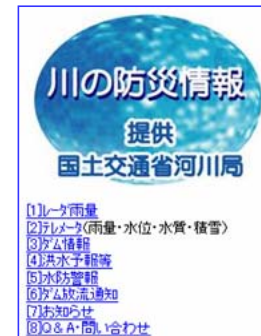 川の防災情報
提供
国土交通省河川局
[1]ﾚｰﾀﾞ雨量
[2]ﾃﾚﾒｰﾀ(雨量・水位・水質・積雪)
[3]ﾀﾞﾑ情報
[4]洪水予報等
[5]水防警報
[6]ﾀﾞﾑ放流通知
[7]お知らせ
[8]Q&A・問い合わせ